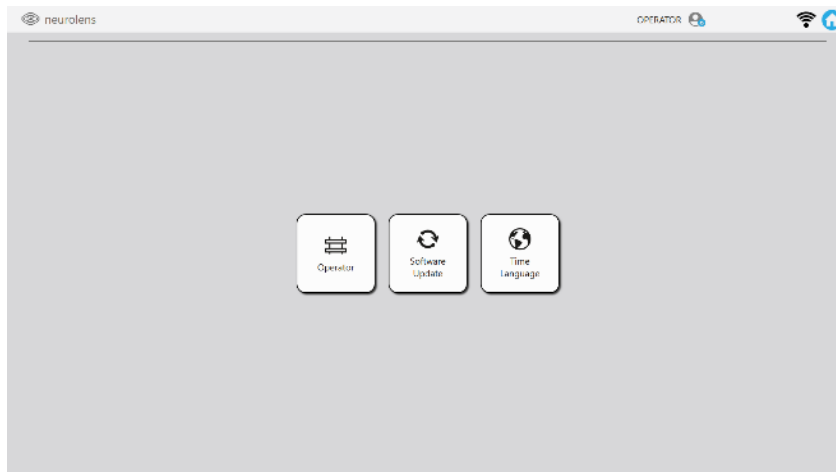 neurolens
OPERATOR
Operator
Software
Update
Time
Language